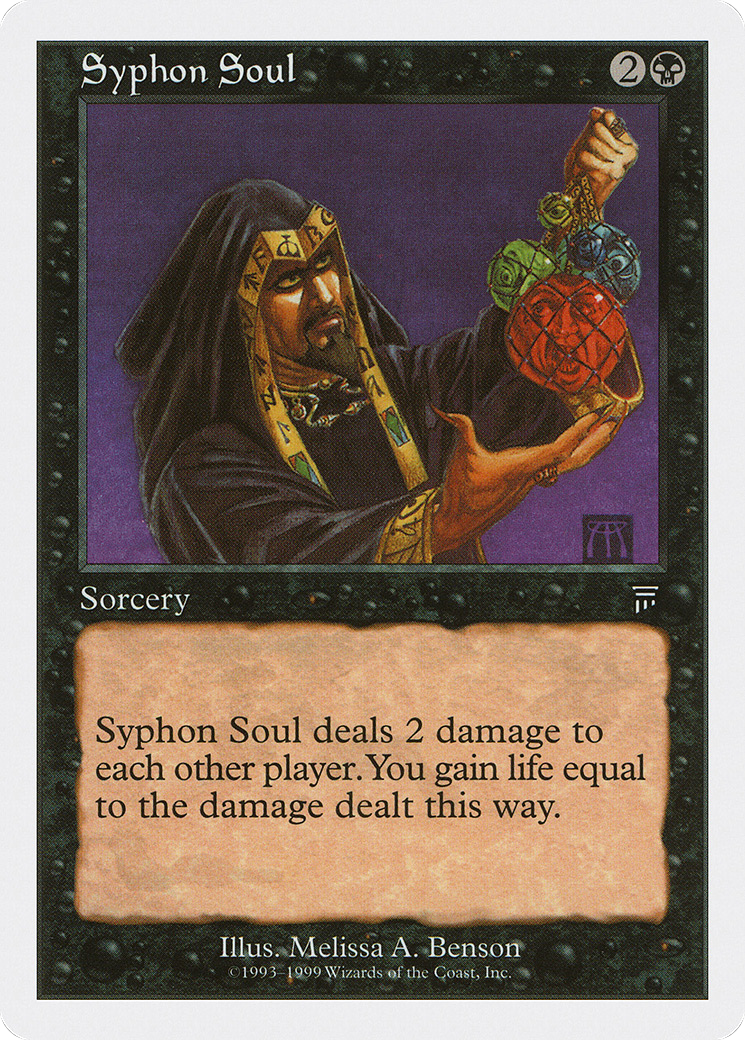 Syphon Soul 2
Sorcery
Syphon Soul deals 2 damage to
each other player. You gain life equal
to the damage dealt this way.
Illus. Melissa A. Benson
©1993–1999 Wizards of the Coast, Inc.